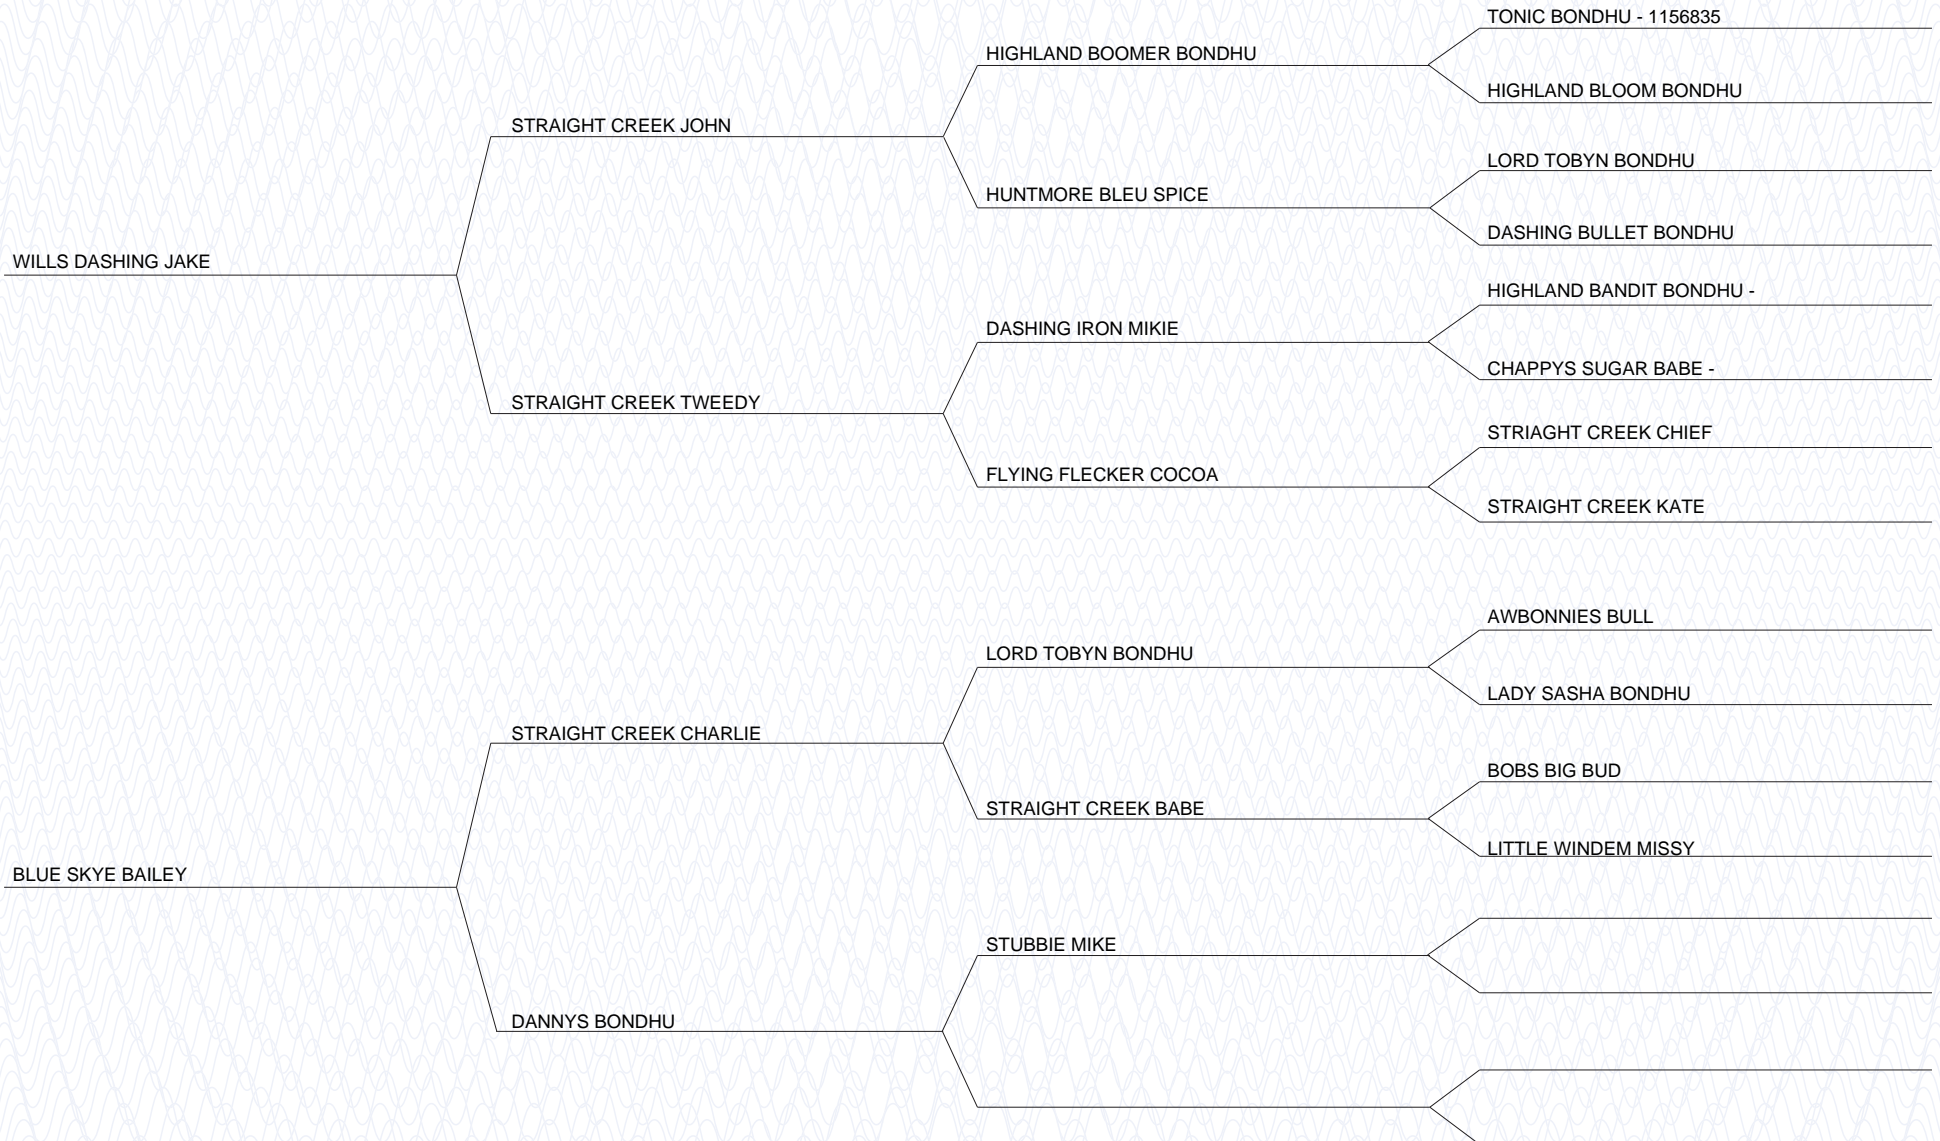 TONIC BONDHU - 1156835
HIGHLAND BOOMER BONDHU
HIGHLAND BLOOM BONDHU
STRAIGHT CREEK JOHN
LORD TOBYN BONDHU
HUNTMORE BLEU SPICE
DASHING BULLET BONDHU
WILLS DASHING JAKE
HIGHLAND BANDIT BONDHU -
DASHING IRON MIKIE
CHAPPYS SUGAR BABE -
STRAIGHT CREEK TWEEDY
STRIAGHT CREEK CHIEF
FLYING FLECKER COCOA
STRAIGHT CREEK KATE
AWBONNIES BULL
LORD TOBYN BONDHU
LADY SASHA BONDHU
STRAIGHT CREEK CHARLIE
BOBS BIG BUD
STRAIGHT CREEK BABE
LITTLE WINDEM MISSY
BLUE SKYE BAILEY
STUBBIE MIKE
DANNYS BONDHU